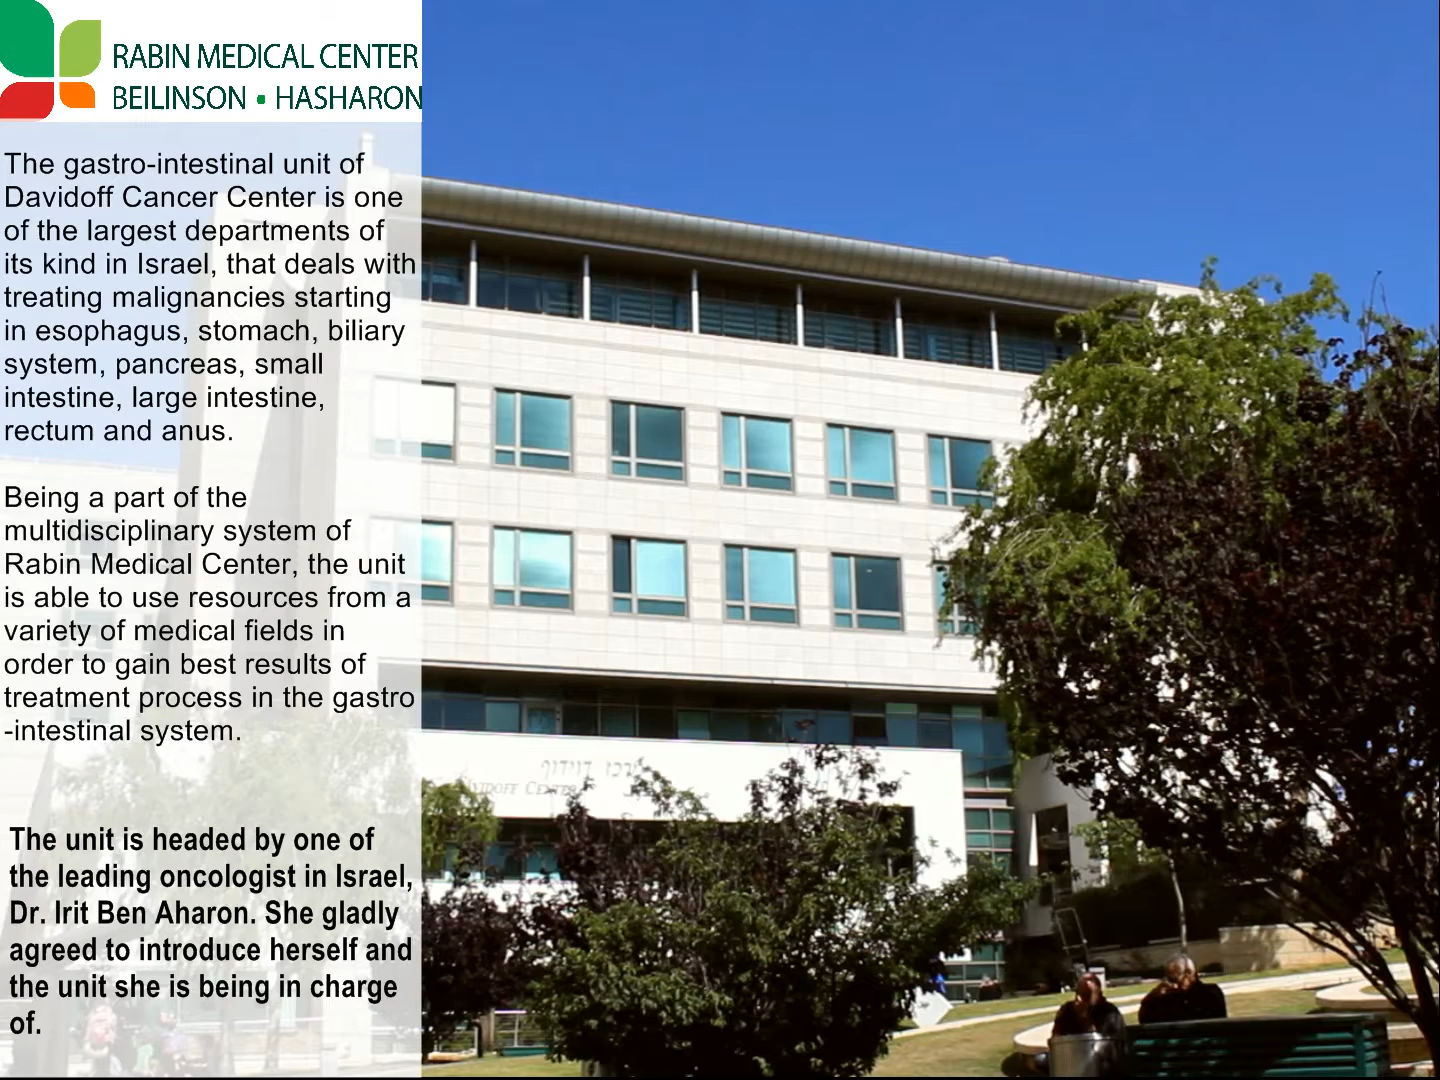 RABIN MEDICAL CENTER
BEILINSON • HASHARON
The gastro-intestinal unit of
Davidoff Cancer Center is one
of the largest departments of
its kind in Israel, that deals with
treating malignancies starting
in esophagus, stomach, biliary
system, pancreas, small
intestine, large intestine,
rectum and anus.
Being a part of the
multidisciplinary system of
Rabin Medical Center, the unit
is able to use resources from a
variety of medical fields in
order to gain best results of
treatment process in the gastro
-intestinal system.
The unit is headed by one of
the leading oncologist in Israel,
Dr. Irit Ben Aharon. She gladly
agreed to introduce herself and
the unit she is being in charge
of.
מרכז דוידוף
DAVIDOFF CENTER